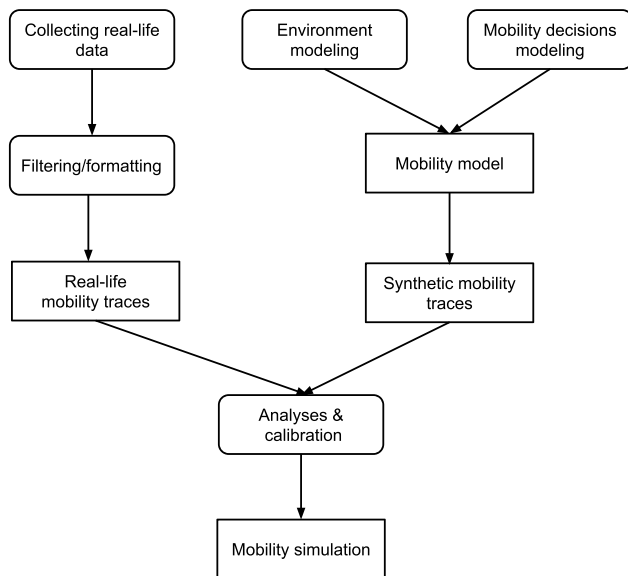 Collecting real-life
data
Environment
modeling
Mobility decisions
modeling
Filtering/formatting
Mobility model
Real-life
mobility traces
Synthetic mobility
traces
Analyses &
calibration
Mobility simulation